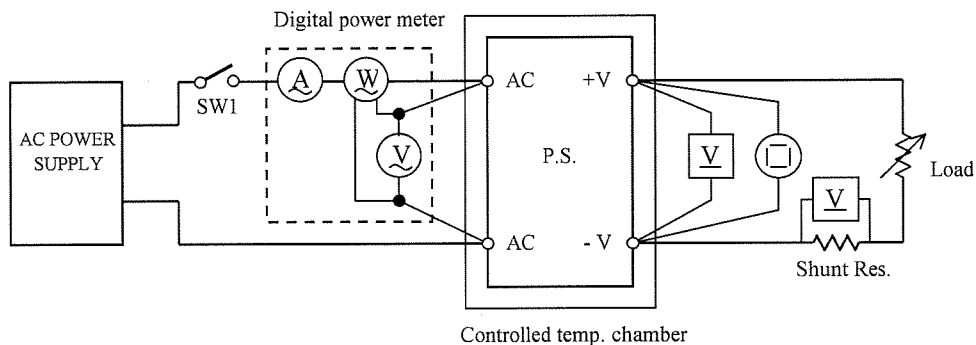 Digital power meter
AC POWER
SUPPLY
SW1
A
W
V
AC
AC
P.S.
+V
- V
V
V
Load
Shunt Res.
Controlled temp. chamber